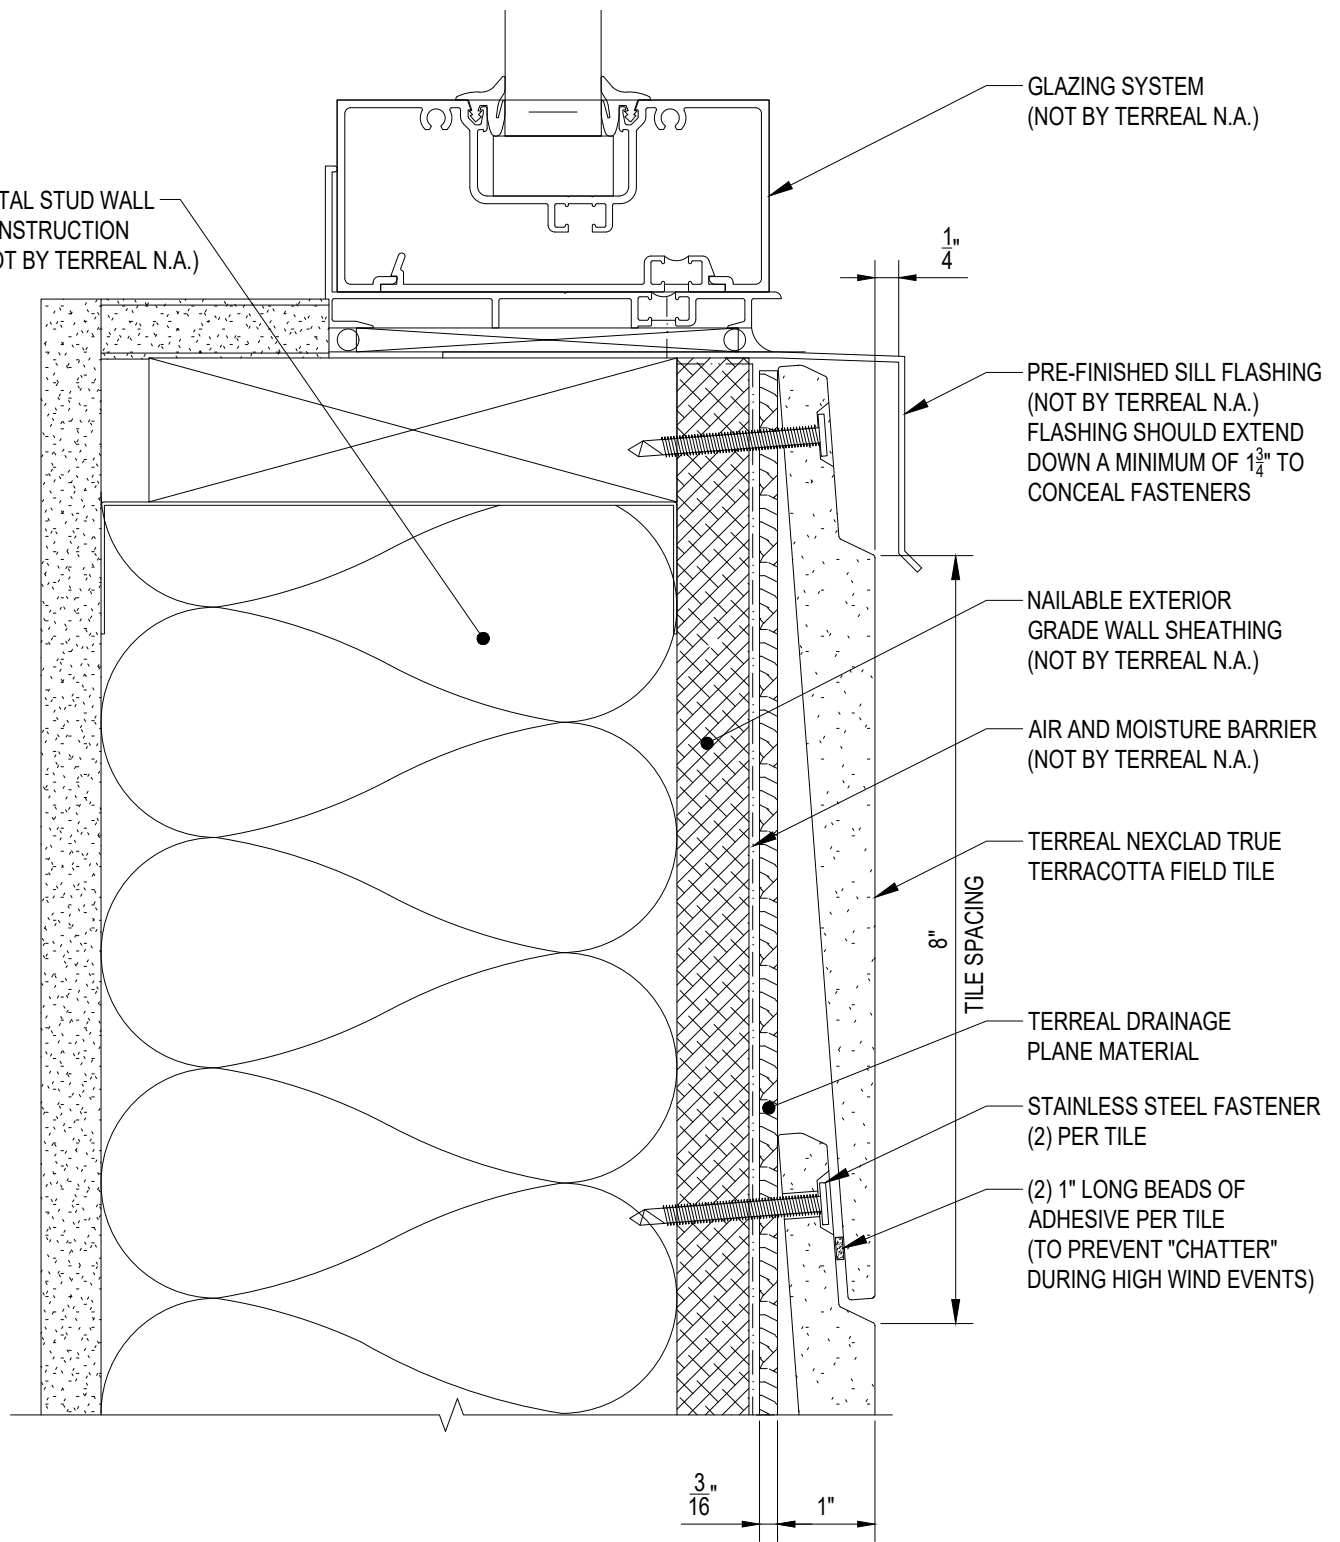 GLAZING SYSTEM
(NOT BY TERREAL N.A.)
TAL STUD WALL
NSTRUCTION
OT BY TERREAL N.A.)
1/4"
PRE-FINISHED SILL FLASHING
(NOT BY TERREAL N.A.)
FLASHING SHOULD EXTEND
DOWN A MINIMUM OF 1 3/4" TO
CONCEAL FASTENERS
NAILABLE EXTERIOR
GRADE WALL SHEATHING
(NOT BY TERREAL N.A.)
AIR AND MOISTURE BARRIER
(NOT BY TERREAL N.A.)
TERREAL NEXCLAD TRUE
TERRACOTTA FIELD TILE
8"
TILE SPACING
TERREAL DRAINAGE
PLANE MATERIAL
STAINLESS STEEL FASTENER
(2) PER TILE
(2) 1" LONG BEADS OF
ADHESIVE PER TILE
(TO PREVENT "CHATTER"
DURING HIGH WIND EVENTS)
3/16"
1"